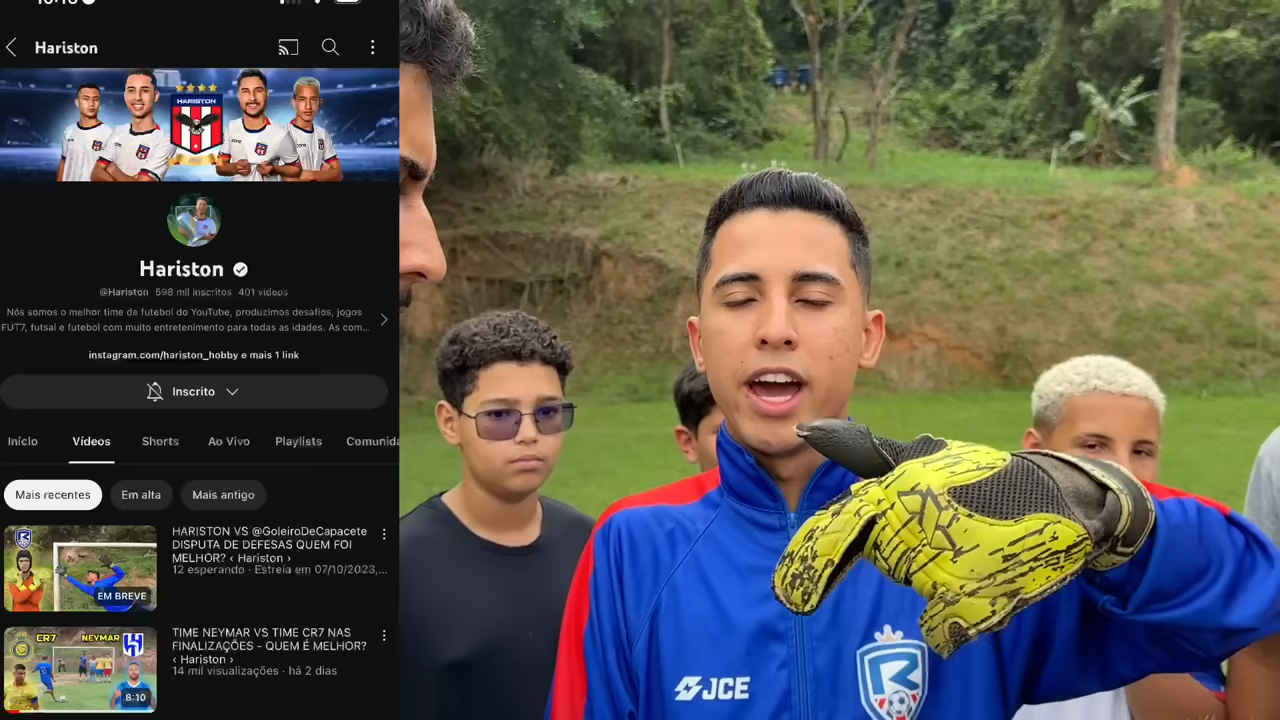 Hariston
HARISTON
Hariston
@Hariston 598 mil inscritos 401 vídeos
Nós somos o melhor time de futebol do YouTube, produzimos desafios, jogos
FUT7, futsal e futebol com muito entretenimento para todas as idades. As com...
instagram.com/hariston_hobby e mais 1 link
Inscrito
Início Vídeos Shorts Ao Vivo Playlists Comunida
Mais recentes Em alta Mais antigo
HARISTON VS @GoleiroDeCapacete
DISPUTA DE DEFESAS QUEM FOI
MELHOR? ‹ Hariston ›
12 esperando · Estreia em 07/10/2023,...
EM BREVE
CR7 NEYMAR
8:10
TIME NEYMAR VS TIME CR7 NAS
FINALIZAÇÕES - QUEM É MELHOR?
‹ Hariston ›
14 mil visualizações · há 2 dias
JCE
R